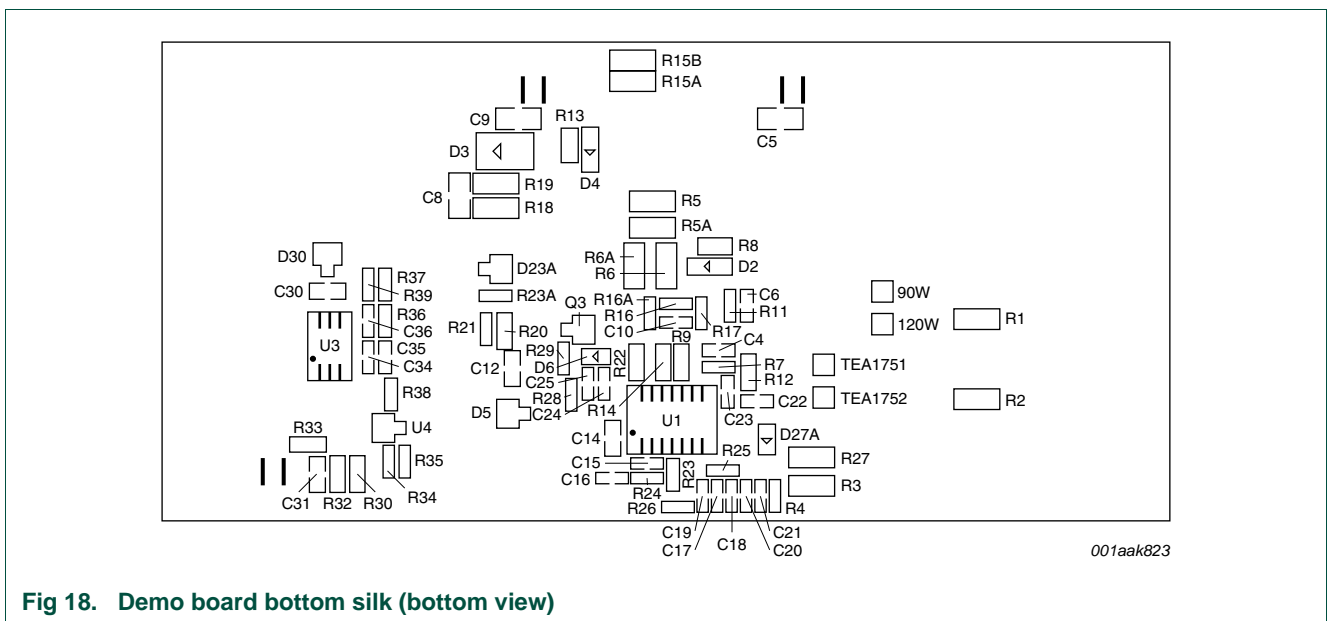 R15B
R15A
C9
R13
C5
D3
D4
C8
R19
R18
R5
R5A
R8
D30
D23A
R6A
D2
R6
C30
R37
R39
R23A
Q3
R16A
C6
90W
R16
R11
R36
C36
R21
R20
C10
R17
120W
R1
U3
C35
C34
R29
R9
C4
D6
R22
R7
TEA1751
C12
C25
R12
R38
R28
C24
R14
C23
C22
TEA1752
R2
D5
U4
U1
C14
D27A
R33
R35
C15
R23
R25
R27
C16
R24
R3
C31
R32
R30
R34
R26
R4
C19
C21
C17
C18
C20
001aak823
Fig 18. Demo board bottom silk (bottom view)